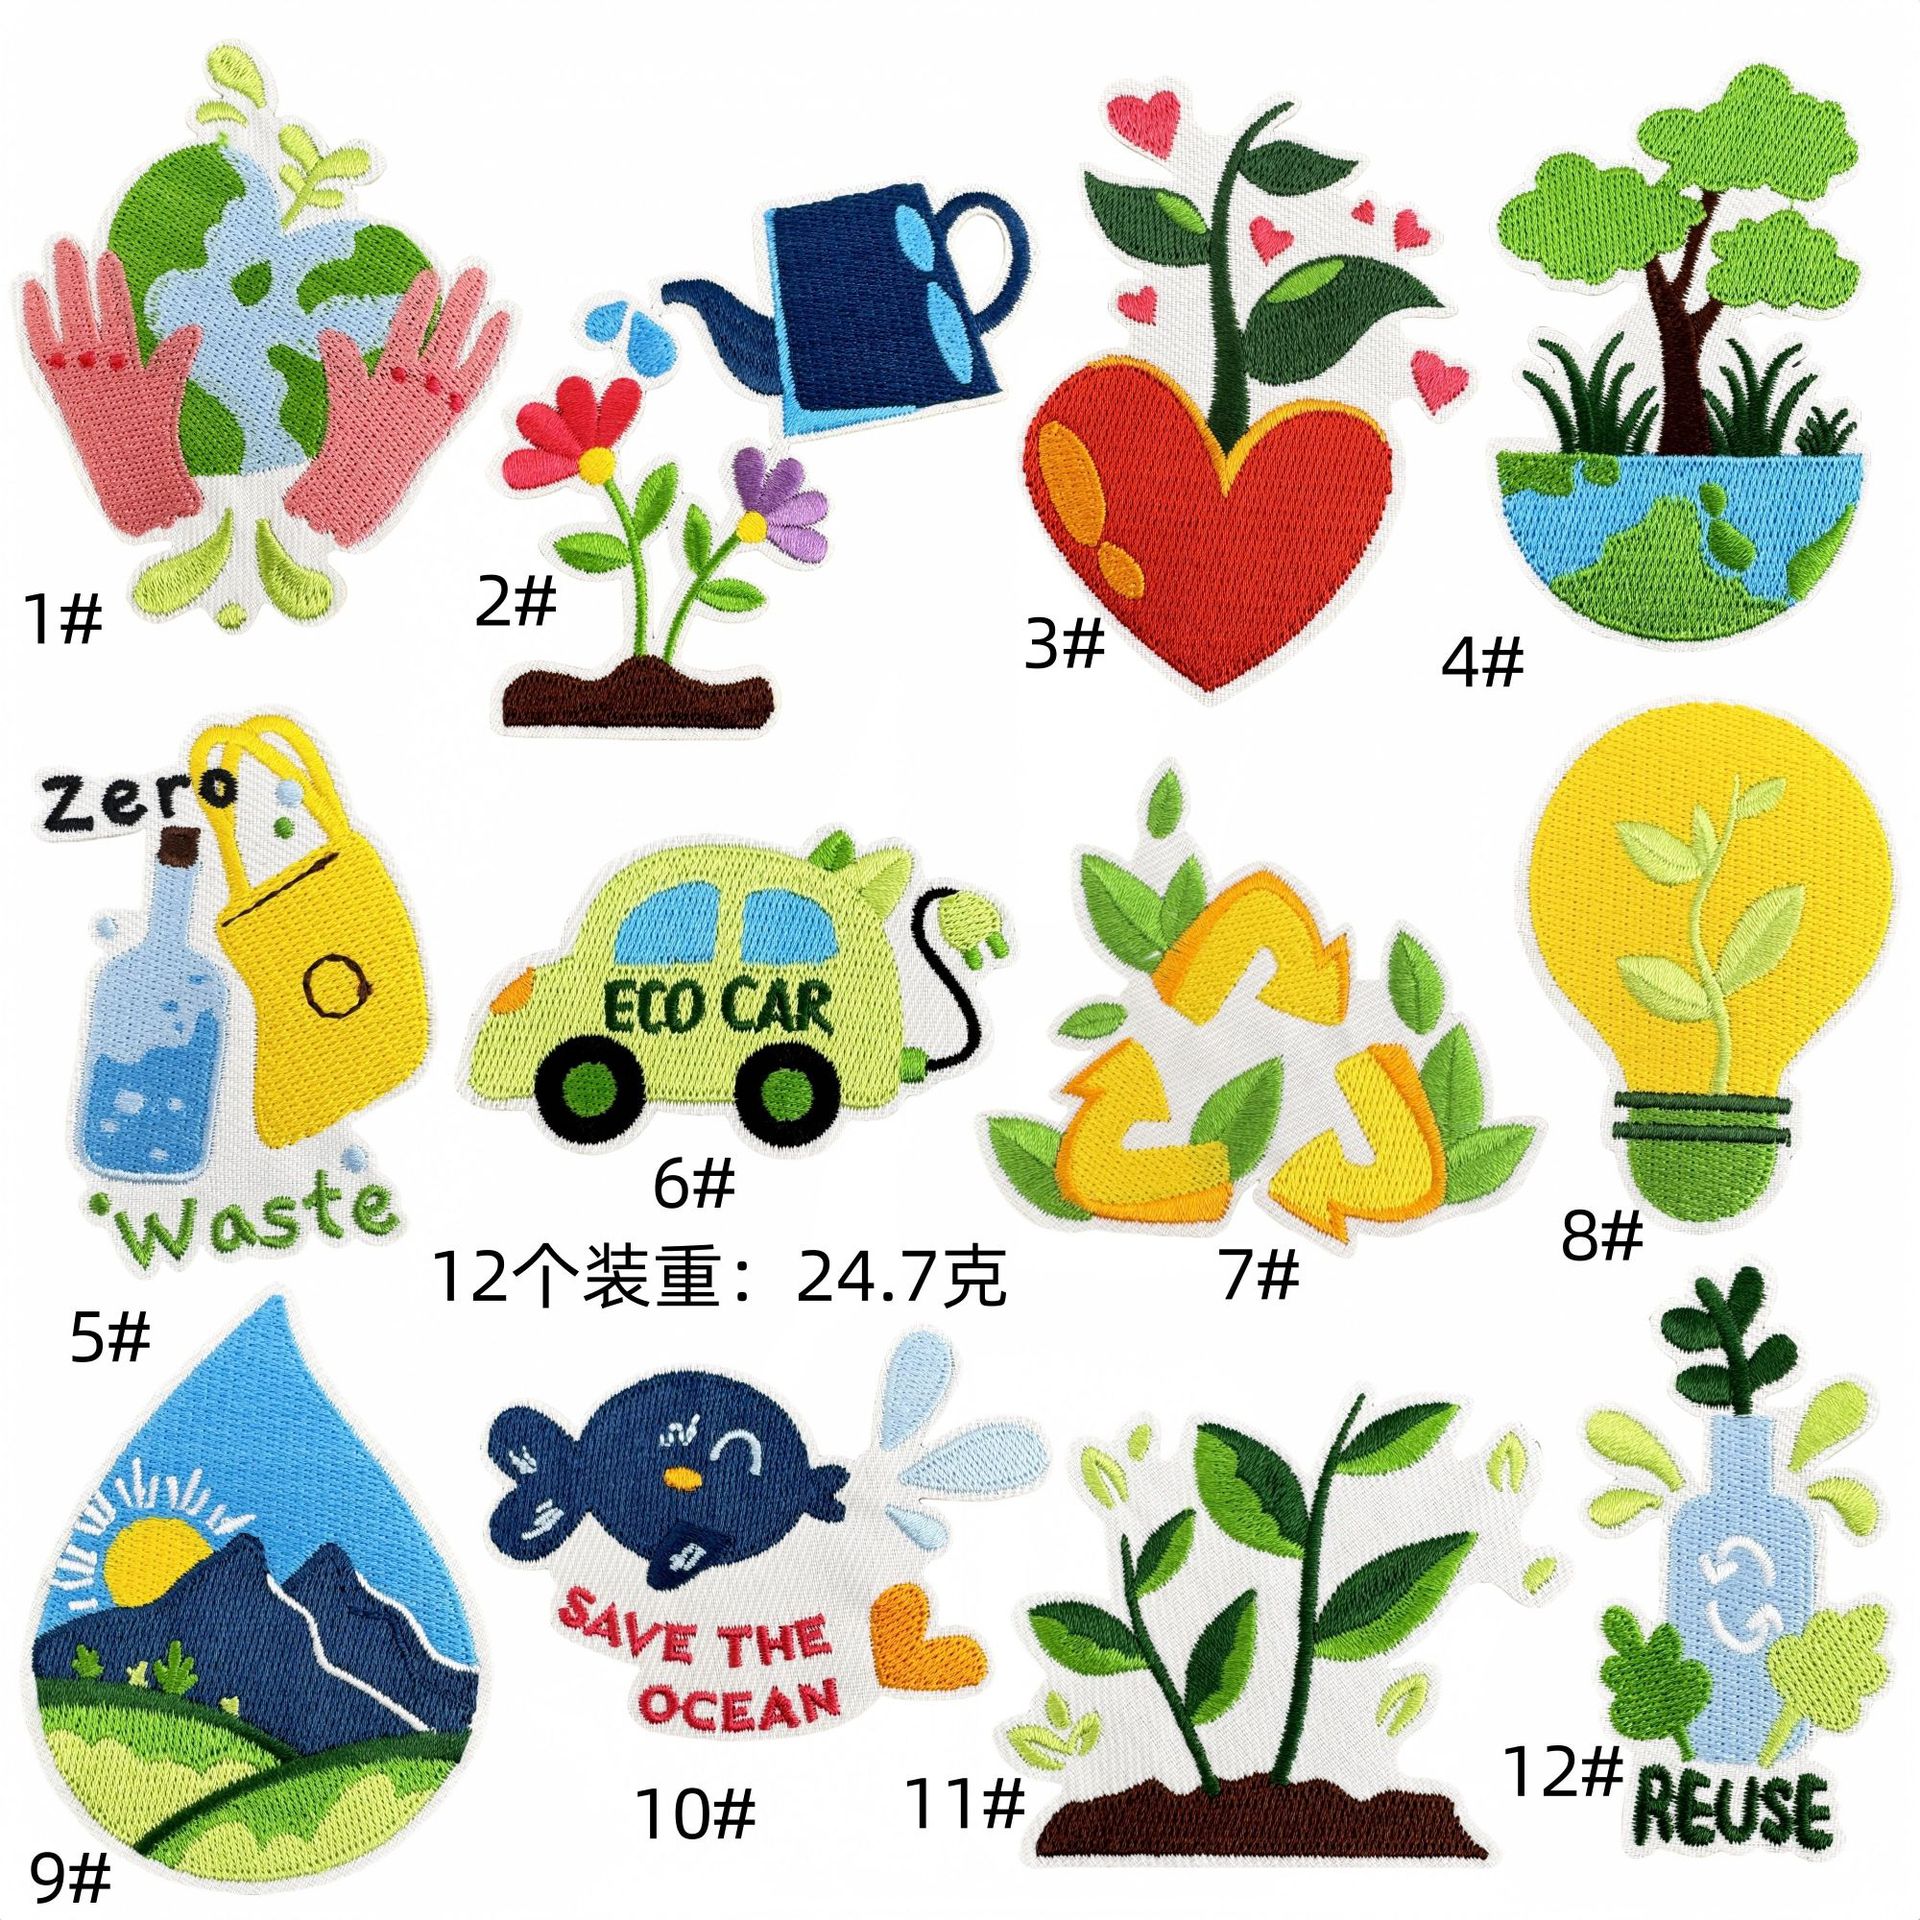 1#
2#
3#
4#
zero
Waste
5#
ECO CAR
6#
12个装重：24.7克
7#
8#
9#
SAVE THE
OCEAN
10#
11#
12#
REUSE